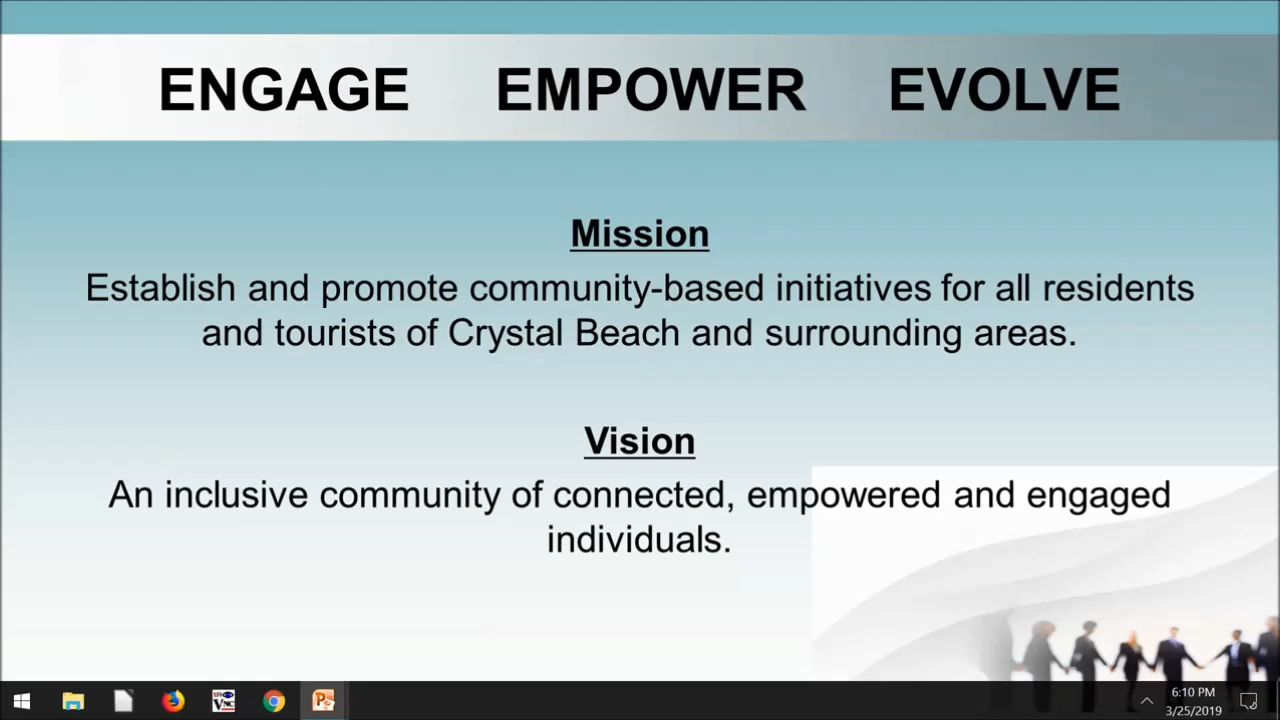 ENGAGE EMPOWER EVOLVE
Mission
Establish and promote community-based initiatives for all residents
and tourists of Crystal Beach and surrounding areas.
Vision
An inclusive community of connected, empowered and engaged
individuals.
6:10 PM
3/25/2019